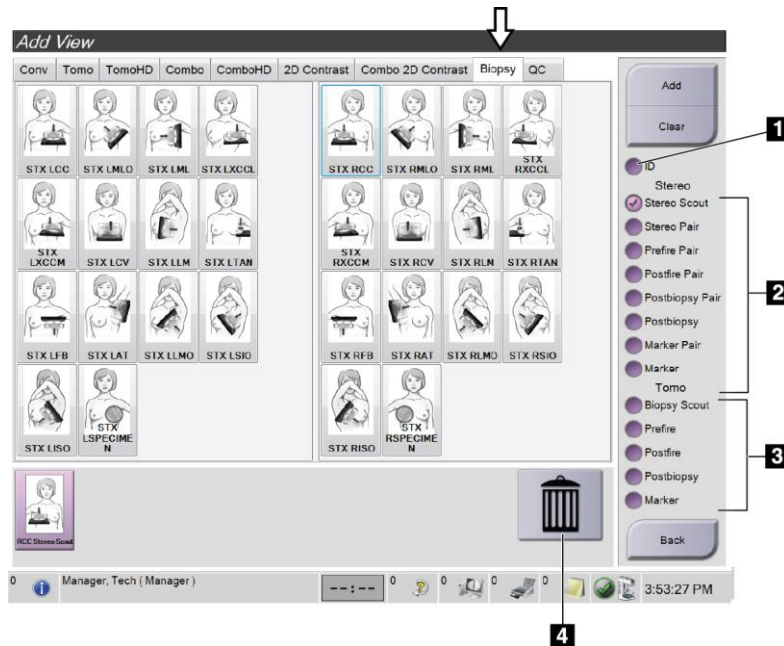 Add View
Conv Tomo TomoHD Combo ComboHD 2D Contrast Combo 2D Contrast Biopsy QC
STX LCC STX LMLO STX LML STX LXCCL
STX RCC STX RMLO STX RML STX RXCCL
STX LXCCM STX LCV STX LLM STX LTAN
STX RXCCM STX RCV STX RLN STX RTAN
STX LFB STX LAT STX LLMO STX LSIO
STX RFB STX RAT STX RLMO STX RSIO
STX LISO STX LSPECIMEN
STX RISO STX RSPECIMEN
RCC Stereo Scout
Add
Clear
1
ID
Stereo
Stereo Scout
Stereo Pair
Prefire Pair
Postfire Pair
Postbiopsy Pair
Postbiopsy
Marker Pair
Marker
2
Tomo
Biopsy Scout
Prefire
Postfire
Postbiopsy
Marker
3
Back
0 Manager, Tech ( Manager ) --:-- 0 0 0 0 3:53:27 PM
4